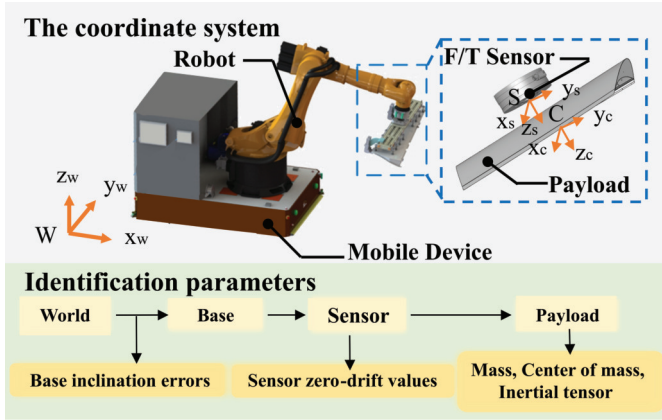 The coordinate system
Robot
F/T Sensor
S
ys
xs
zs
C
yc
xc
zc
Payload
zw
yw
W
xw
Mobile Device
Identification parameters
World
Base
Sensor
Payload
Base inclination errors
Sensor zero-drift values
Mass, Center of mass,
Inertial tensor